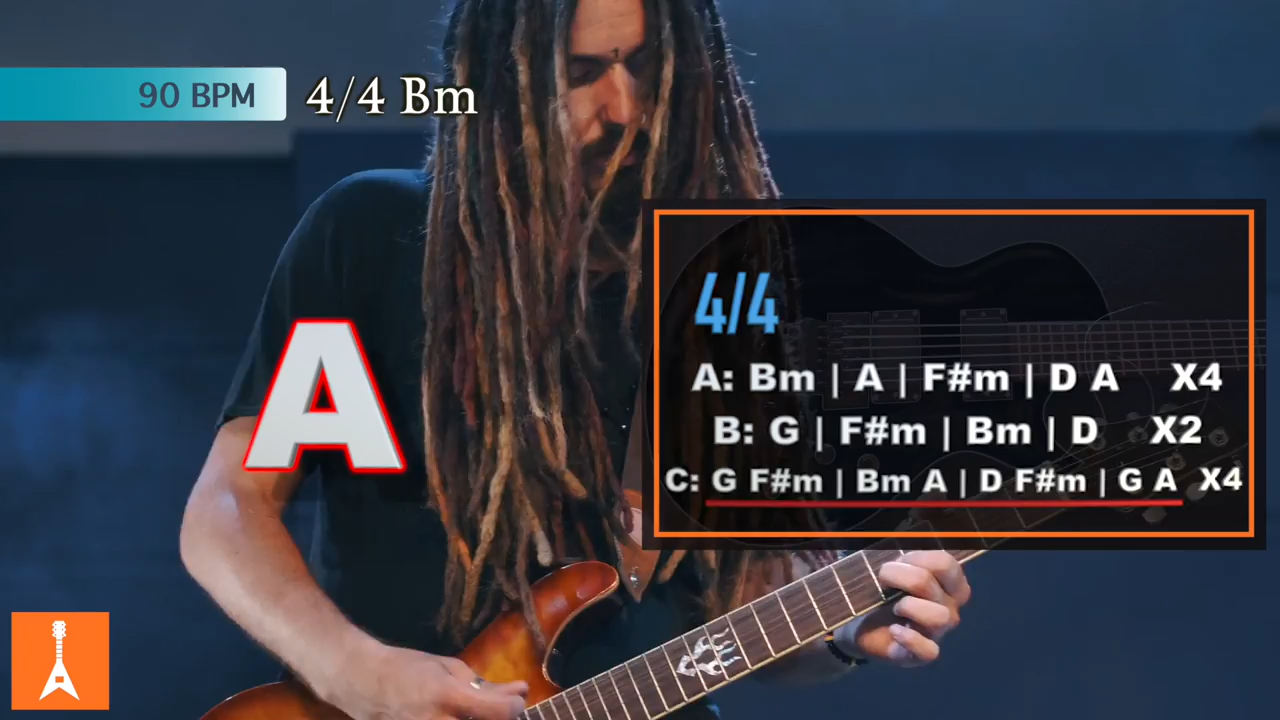 90 BPM 4/4 Bm
4/4
A: Bm | A | F#m | D A X4
B: G | F#m | Bm | D X2
C: G F#m | Bm A | D F#m | G A X4
A